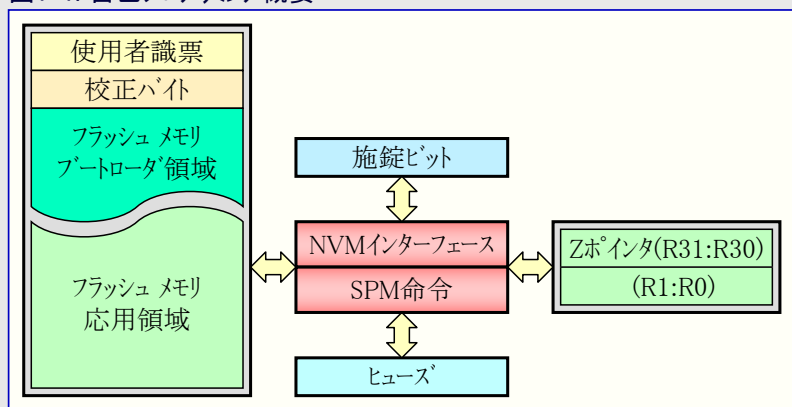 使用者識票
校正バイト
フラッシュ メモリ
ブートローダ領域
フラッシュ メモリ
応用領域
施錠ビット
NVMインターフェース
SPM命令
ヒューズ
Zポインタ(R31:R30)
(R1:R0)